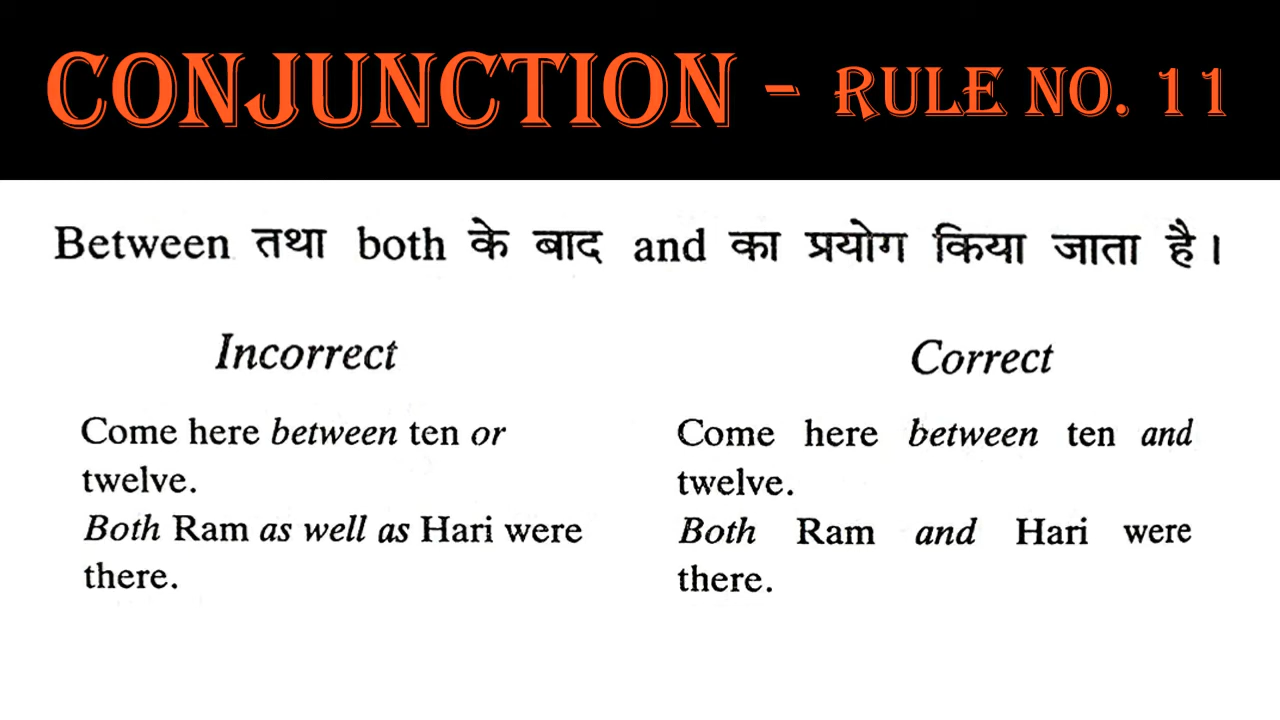 CONJUNCTION - RULE NO. 11
Between तथा both के बाद and का प्रयोग किया जाता है।
Incorrect
Come here between ten or
twelve.
Both Ram as well as Hari were
there.
Correct
Come here between ten and
twelve.
Both Ram and Hari were
there.